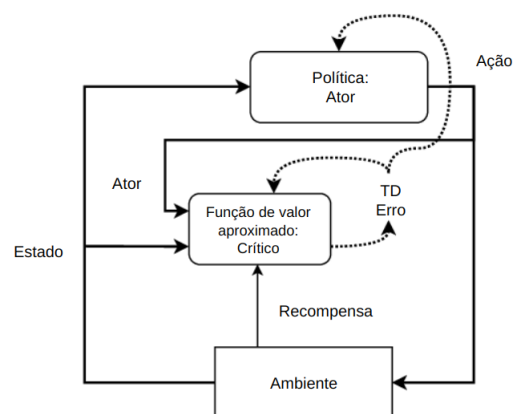 Ação
Política:
Ator
Ator
TD
Erro
Função de valor
aproximado:
Crítico
Estado
Recompensa
Ambiente